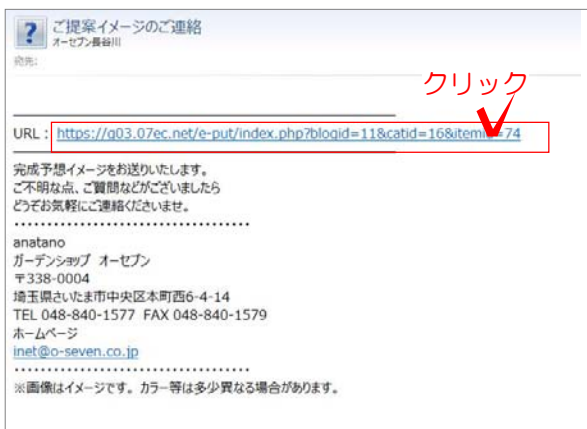 ご提案イメージのご連絡
オーセブン長谷川
宛先:
クリック
URL : https://g03.07ec.net/e-put/index.php?blogid=11&catid=16&itemid=74
完成予想イメージをお送りいたします。
ご不明な点、ご質問などがございましたら
どうぞお気軽にご連絡くださいませ。
・・・・・・・・・・・・・・・・・・・・・・・・・・・・・・・・・・
anatano
ガーデンショップ オーセブン
〒338-0004
埼玉県さいたま市中央区本町西6-4-14
TEL 048-840-1577 FAX 048-840-1579
ホームページ
inet@o-seven.co.jp
・・・・・・・・・・・・・・・・・・・・・・・・・・・・・・・・・・
※画像はイメージです。カラー等は多少異なる場合があります。